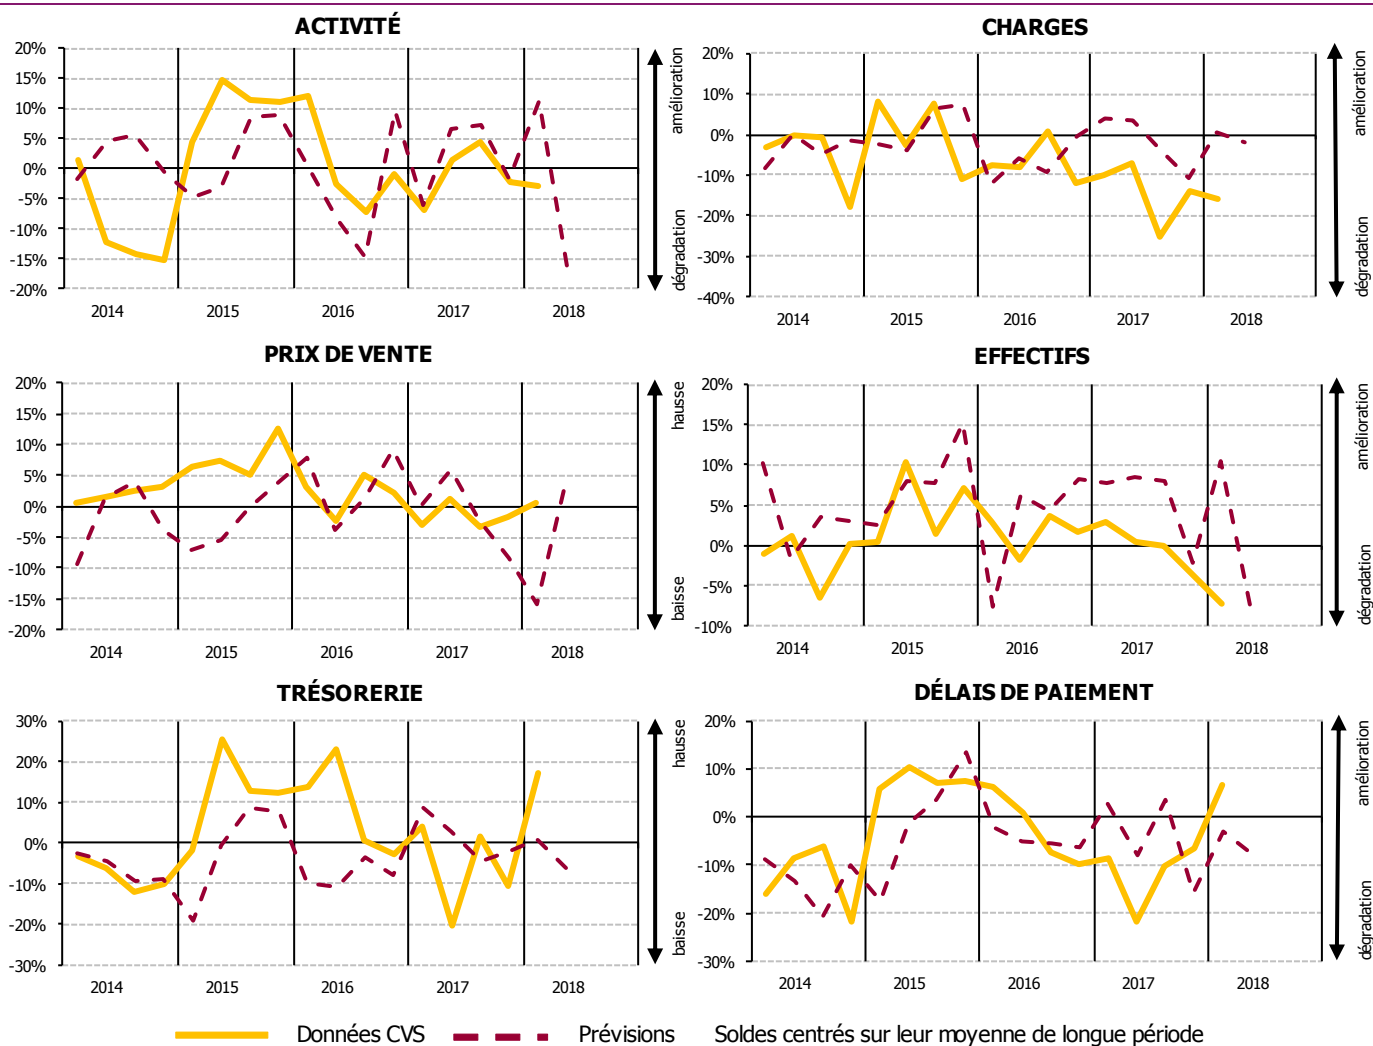 ACTIVITÉ
20%
15%
10%
5%
0%
-5%
-10%
-15%
-20%
2014 2015 2016 2017 2018
amélioration
dégradation
CHARGES
20%
10%
0%
-10%
-20%
-30%
-40%
2014 2015 2016 2017 2018
amélioration
dégradation
PRIX DE VENTE
20%
15%
10%
5%
0%
-5%
-10%
-15%
-20%
2014 2015 2016 2017 2018
hausse
baisse
EFFECTIFS
20%
15%
10%
5%
0%
-5%
-10%
2014 2015 2016 2017 2018
amélioration
dégradation
TRÉSORERIE
30%
20%
10%
0%
-10%
-20%
-30%
2014 2015 2016 2017 2018
hausse
baisse
DÉLAIS DE PAIEMENT
20%
10%
0%
-10%
-20%
-30%
2014 2015 2016 2017 2018
amélioration
dégradation
Données CVS Prévisions Soldes centrés sur leur moyenne de longue période